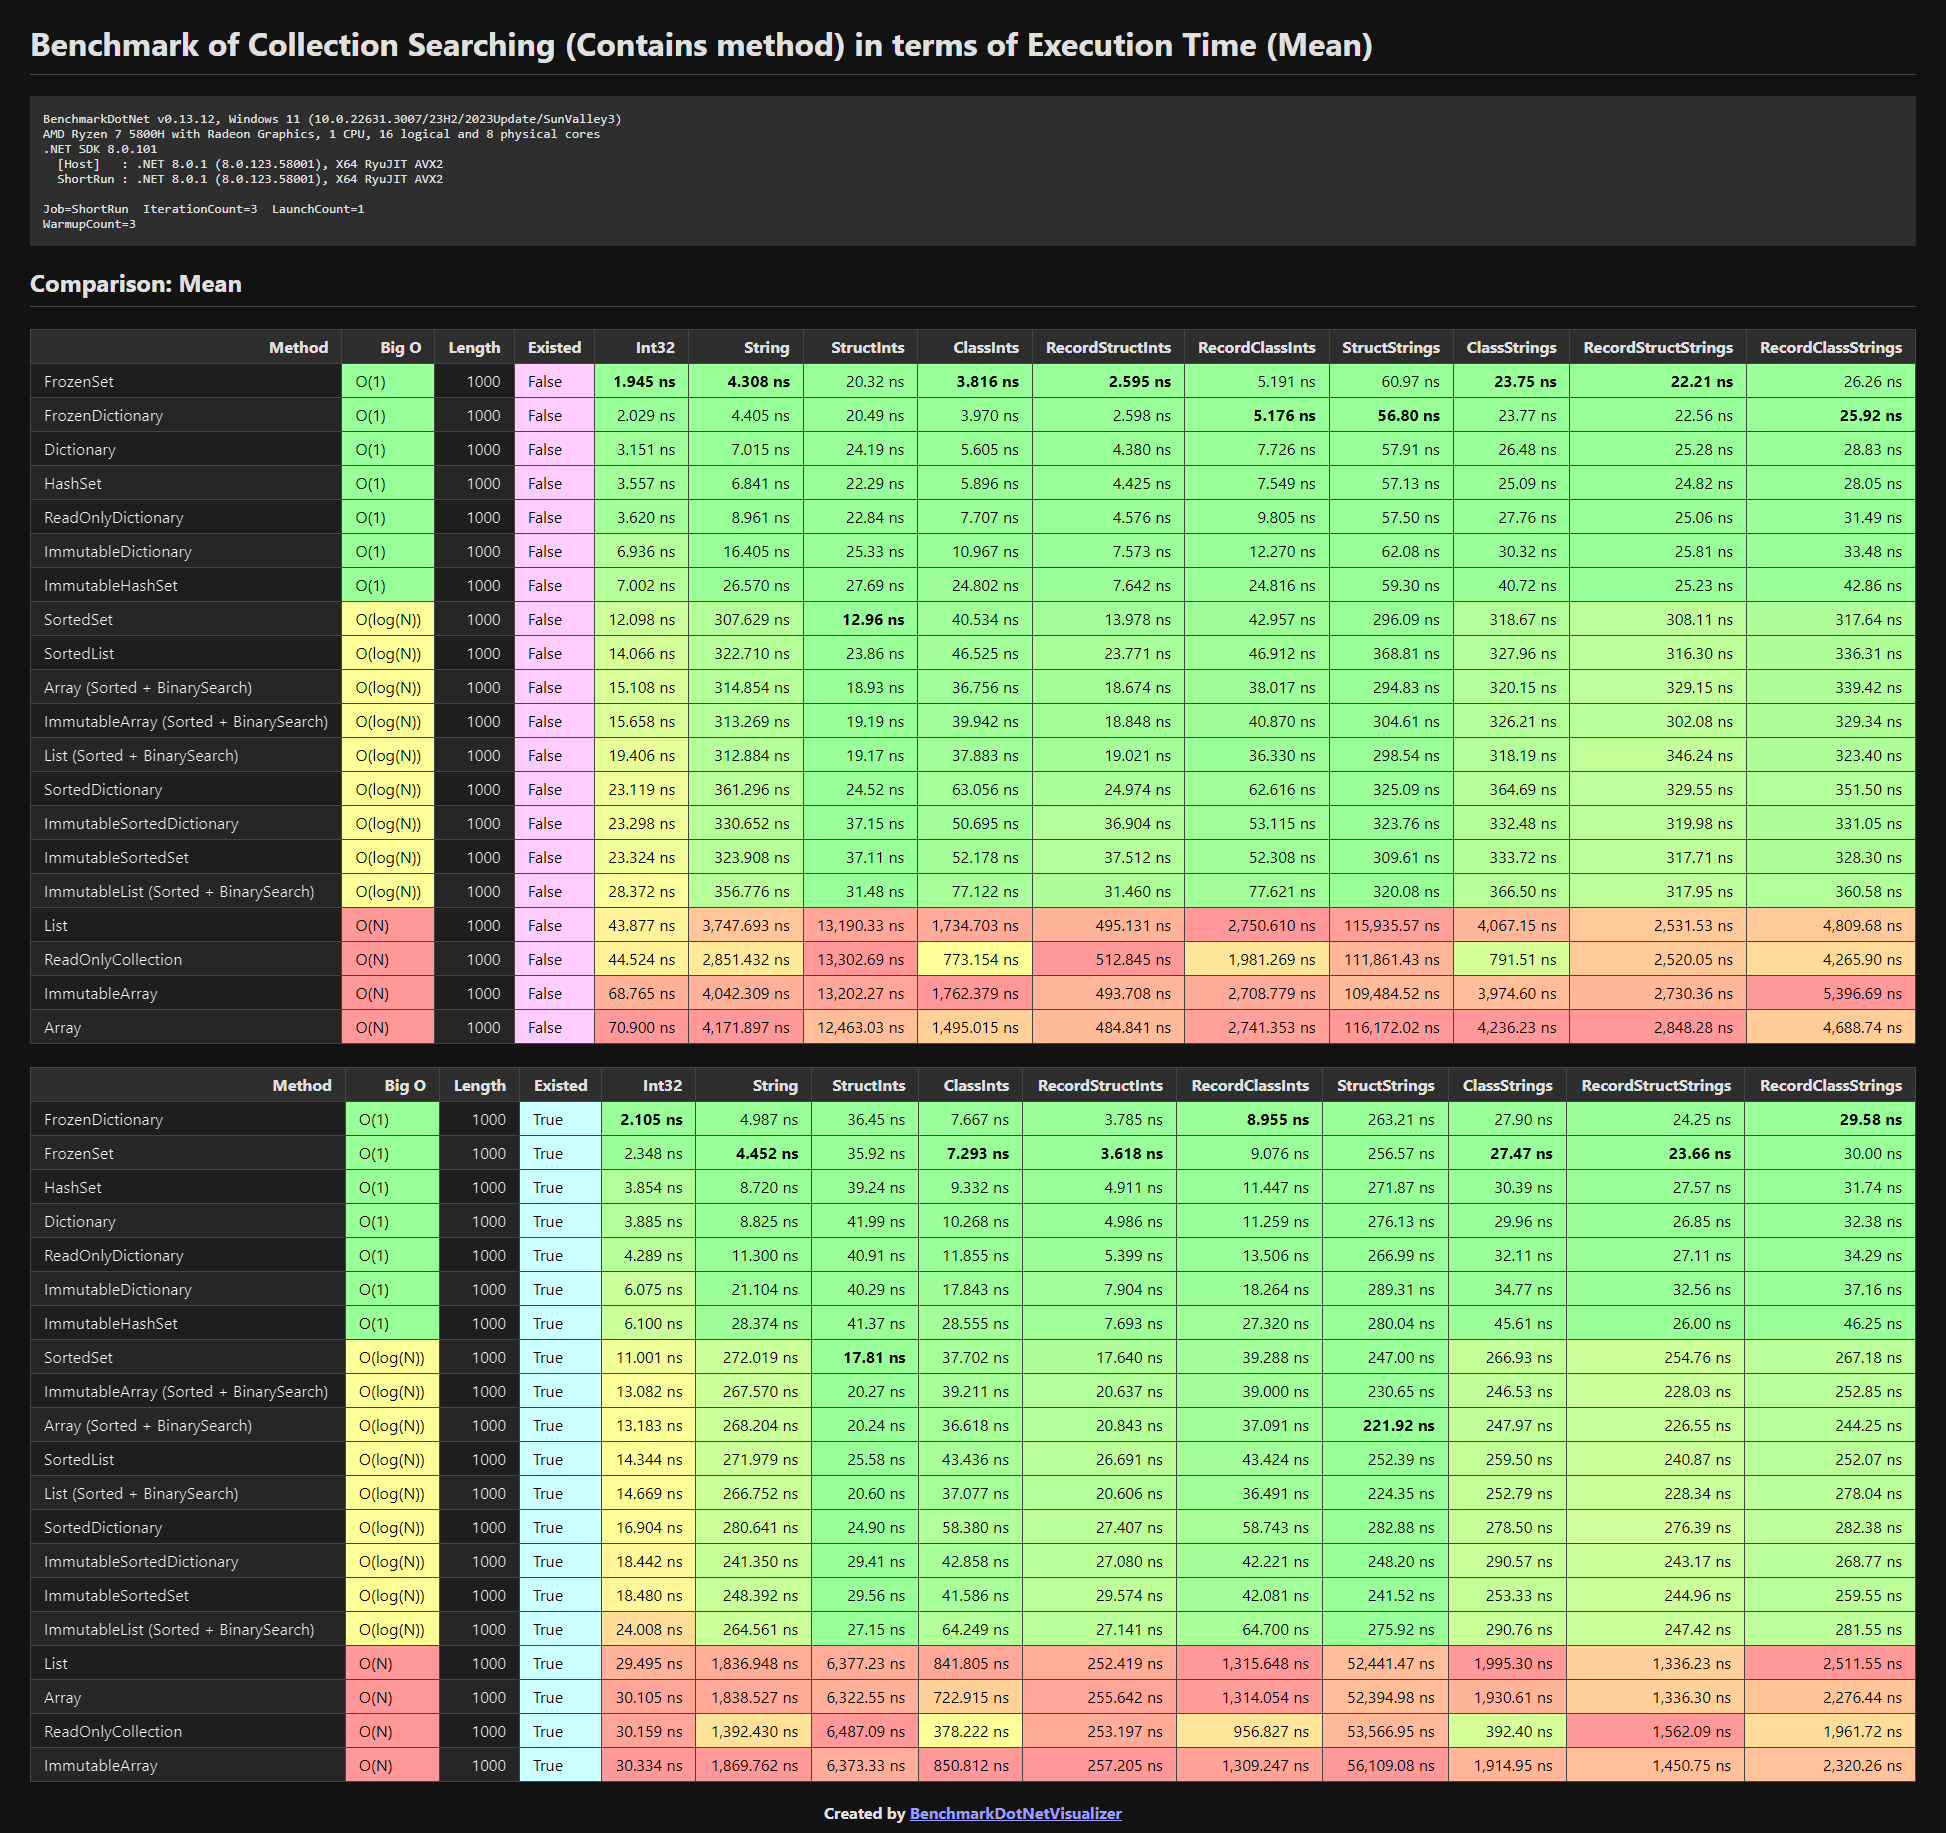 Benchmark of Collection Searching (Contains method) in terms of Execution Time (Mean)
BenchmarkDotNet v0.13.12, Windows 11 (10.0.22631.3007/23H2/2023Update/SunValley3)
AMD Ryzen 7 5800H with Radeon Graphics, 1 CPU, 16 logical and 8 physical cores
.NET SDK 8.0.101
[Host]   : .NET 8.0.1 (8.0.123.58001), X64 RyuJIT AVX2
ShortRun : .NET 8.0.1 (8.0.123.58001), X64 RyuJIT AVX2
Job=ShortRun  IterationCount=3  LaunchCount=1
WarmupCount=3
Comparison: Mean
Method Big O Length Existed Int32 String StructInts ClassInts RecordStructInts RecordClassInts StructStrings ClassStrings RecordStructStrings RecordClassStrings
FrozenSet O(1) 1000 False 1.945 ns 4.308 ns 20.32 ns 3.816 ns 2.595 ns 5.191 ns 60.97 ns 23.75 ns 22.21 ns 26.26 ns
FrozenDictionary O(1) 1000 False 2.029 ns 4.405 ns 20.49 ns 3.970 ns 2.598 ns 5.176 ns 56.80 ns 23.77 ns 22.56 ns 25.92 ns
Dictionary O(1) 1000 False 3.151 ns 7.015 ns 24.19 ns 5.605 ns 4.380 ns 7.726 ns 57.91 ns 26.48 ns 25.28 ns 28.83 ns
HashSet O(1) 1000 False 3.557 ns 6.841 ns 22.29 ns 5.896 ns 4.425 ns 7.549 ns 57.13 ns 25.09 ns 24.82 ns 28.05 ns
ReadOnlyDictionary O(1) 1000 False 3.620 ns 8.961 ns 22.84 ns 7.707 ns 4.576 ns 9.805 ns 57.50 ns 27.76 ns 25.06 ns 31.49 ns
ImmutableDictionary O(1) 1000 False 6.936 ns 16.405 ns 25.33 ns 10.967 ns 7.573 ns 12.270 ns 62.08 ns 30.32 ns 25.81 ns 33.48 ns
ImmutableHashSet O(1) 1000 False 7.002 ns 26.570 ns 27.69 ns 24.802 ns 7.642 ns 24.816 ns 59.30 ns 40.72 ns 25.23 ns 42.86 ns
SortedSet O(log(N)) 1000 False 12.098 ns 307.629 ns 12.96 ns 40.534 ns 13.978 ns 42.957 ns 296.09 ns 318.67 ns 308.11 ns 317.64 ns
SortedList O(log(N)) 1000 False 14.066 ns 322.710 ns 23.86 ns 46.525 ns 23.771 ns 46.912 ns 368.81 ns 327.96 ns 316.30 ns 336.31 ns
Array (Sorted + BinarySearch) O(log(N)) 1000 False 15.108 ns 314.854 ns 18.93 ns 36.756 ns 18.674 ns 38.017 ns 294.83 ns 320.15 ns 329.15 ns 339.42 ns
ImmutableArray (Sorted + BinarySearch) O(log(N)) 1000 False 15.658 ns 313.269 ns 19.19 ns 39.942 ns 18.848 ns 40.870 ns 304.61 ns 326.21 ns 302.08 ns 329.34 ns
List (Sorted + BinarySearch) O(log(N)) 1000 False 19.406 ns 312.884 ns 19.17 ns 37.883 ns 19.021 ns 36.330 ns 298.54 ns 318.19 ns 346.24 ns 323.40 ns
SortedDictionary O(log(N)) 1000 False 23.119 ns 361.296 ns 24.52 ns 63.056 ns 24.974 ns 62.616 ns 325.09 ns 364.69 ns 329.55 ns 351.50 ns
ImmutableSortedDictionary O(log(N)) 1000 False 23.298 ns 330.652 ns 37.15 ns 50.695 ns 36.904 ns 53.115 ns 323.76 ns 332.48 ns 319.98 ns 331.05 ns
ImmutableSortedSet O(log(N)) 1000 False 23.324 ns 323.908 ns 37.11 ns 52.178 ns 37.512 ns 52.308 ns 309.61 ns 333.72 ns 317.71 ns 328.30 ns
ImmutableList (Sorted + BinarySearch) O(log(N)) 1000 False 28.372 ns 356.776 ns 31.48 ns 77.122 ns 31.460 ns 77.621 ns 320.08 ns 366.50 ns 317.95 ns 360.58 ns
List O(N) 1000 False 43.877 ns 3,747.693 ns 13,190.33 ns 1,734.703 ns 495.131 ns 2,750.610 ns 115,935.57 ns 4,067.15 ns 2,531.53 ns 4,809.68 ns
ReadOnlyCollection O(N) 1000 False 44.524 ns 2,851.432 ns 13,302.69 ns 773.154 ns 512.845 ns 1,981.269 ns 111,861.43 ns 791.51 ns 2,520.05 ns 4,265.90 ns
ImmutableArray O(N) 1000 False 68.765 ns 4,042.309 ns 13,202.27 ns 1,762.379 ns 493.708 ns 2,708.779 ns 109,484.52 ns 3,974.60 ns 2,730.36 ns 5,396.69 ns
Array O(N) 1000 False 70.900 ns 4,171.897 ns 12,463.03 ns 1,495.015 ns 484.841 ns 2,741.353 ns 116,172.02 ns 4,236.23 ns 2,848.28 ns 4,688.74 ns
Method Big O Length Existed Int32 String StructInts ClassInts RecordStructInts RecordClassInts StructStrings ClassStrings RecordStructStrings RecordClassStrings
FrozenDictionary O(1) 1000 True 2.105 ns 4.987 ns 36.45 ns 7.667 ns 3.785 ns 8.955 ns 263.21 ns 27.90 ns 24.25 ns 29.58 ns
FrozenSet O(1) 1000 True 2.348 ns 4.452 ns 35.92 ns 7.293 ns 3.618 ns 9.076 ns 256.57 ns 27.47 ns 23.66 ns 30.00 ns
HashSet O(1) 1000 True 3.854 ns 8.720 ns 39.24 ns 9.332 ns 4.911 ns 11.447 ns 271.87 ns 30.39 ns 27.57 ns 31.74 ns
Dictionary O(1) 1000 True 3.885 ns 8.825 ns 41.99 ns 10.268 ns 4.986 ns 11.259 ns 276.13 ns 29.96 ns 26.85 ns 32.38 ns
ReadOnlyDictionary O(1) 1000 True 4.289 ns 11.300 ns 40.91 ns 11.855 ns 5.399 ns 13.506 ns 266.99 ns 32.11 ns 27.11 ns 34.29 ns
ImmutableDictionary O(1) 1000 True 6.075 ns 21.104 ns 40.29 ns 17.843 ns 7.904 ns 18.264 ns 289.31 ns 34.77 ns 32.56 ns 37.16 ns
ImmutableHashSet O(1) 1000 True 6.100 ns 28.374 ns 41.37 ns 28.555 ns 7.693 ns 27.320 ns 280.04 ns 45.61 ns 26.00 ns 46.25 ns
SortedSet O(log(N)) 1000 True 11.001 ns 272.019 ns 17.81 ns 37.702 ns 17.640 ns 39.288 ns 247.00 ns 266.93 ns 254.76 ns 267.18 ns
ImmutableArray (Sorted + BinarySearch) O(log(N)) 1000 True 13.082 ns 267.570 ns 20.27 ns 39.211 ns 20.637 ns 39.000 ns 230.65 ns 246.53 ns 228.03 ns 252.85 ns
Array (Sorted + BinarySearch) O(log(N)) 1000 True 13.183 ns 268.204 ns 20.24 ns 36.618 ns 20.843 ns 37.091 ns 221.92 ns 247.97 ns 226.55 ns 244.25 ns
SortedList O(log(N)) 1000 True 14.344 ns 271.979 ns 25.58 ns 43.436 ns 26.691 ns 43.424 ns 252.39 ns 259.50 ns 240.87 ns 252.07 ns
List (Sorted + BinarySearch) O(log(N)) 1000 True 14.669 ns 266.752 ns 20.60 ns 37.077 ns 20.606 ns 36.491 ns 224.35 ns 252.79 ns 228.34 ns 278.04 ns
SortedDictionary O(log(N)) 1000 True 16.904 ns 280.641 ns 24.90 ns 58.380 ns 27.407 ns 58.743 ns 282.88 ns 278.50 ns 276.39 ns 282.38 ns
ImmutableSortedDictionary O(log(N)) 1000 True 18.442 ns 241.350 ns 29.41 ns 42.858 ns 27.080 ns 42.221 ns 248.20 ns 290.57 ns 243.17 ns 268.77 ns
ImmutableSortedSet O(log(N)) 1000 True 18.480 ns 248.392 ns 29.56 ns 41.586 ns 29.574 ns 42.081 ns 241.52 ns 253.33 ns 244.96 ns 259.55 ns
ImmutableList (Sorted + BinarySearch) O(log(N)) 1000 True 24.008 ns 264.561 ns 27.15 ns 64.249 ns 27.141 ns 64.700 ns 275.92 ns 290.76 ns 247.42 ns 281.55 ns
List O(N) 1000 True 29.495 ns 1,836.948 ns 6,377.23 ns 841.805 ns 252.419 ns 1,315.648 ns 52,441.47 ns 1,995.30 ns 1,336.23 ns 2,511.55 ns
Array O(N) 1000 True 30.105 ns 1,838.527 ns 6,322.55 ns 722.915 ns 255.642 ns 1,314.054 ns 52,394.98 ns 1,930.61 ns 1,336.30 ns 2,276.44 ns
ReadOnlyCollection O(N) 1000 True 30.159 ns 1,392.430 ns 6,487.09 ns 378.222 ns 253.197 ns 956.827 ns 53,566.95 ns 392.40 ns 1,562.09 ns 1,961.72 ns
ImmutableArray O(N) 1000 True 30.334 ns 1,869.762 ns 6,373.33 ns 850.812 ns 257.205 ns 1,309.247 ns 56,109.08 ns 1,914.95 ns 1,450.75 ns 2,320.26 ns
Created by BenchmarkDotNetVisualizer